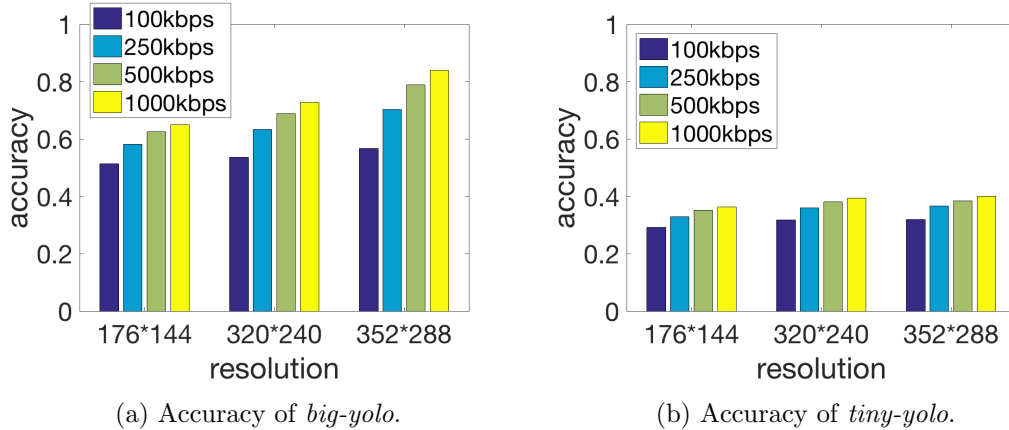 1
0.8
0.6
0.4
0.2
0
accuracy
100kbps
250kbps
500kbps
1000kbps
176*144 320*240 352*288
resolution
(a) Accuracy of big-yolo.
1
0.8
0.6
0.4
0.2
0
accuracy
100kbps
250kbps
500kbps
1000kbps
176*144 320*240 352*288
resolution
(b) Accuracy of tiny-yolo.